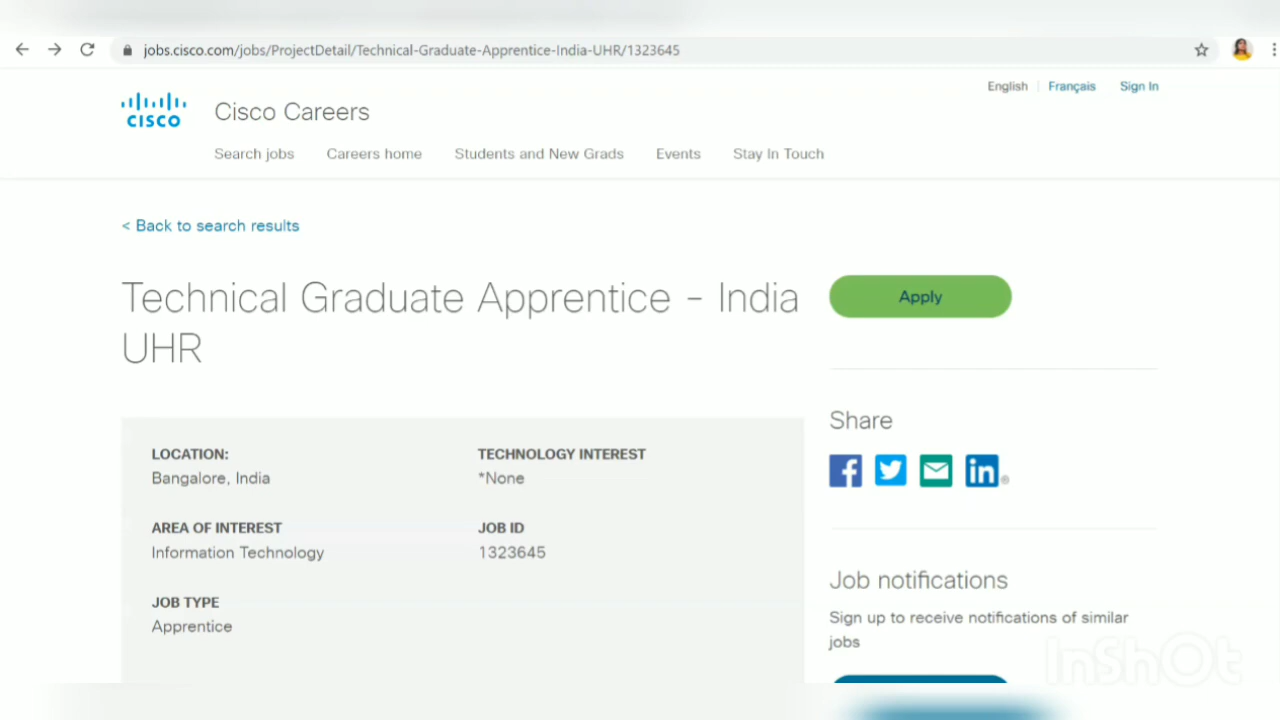 jobs.cisco.com/jobs/ProjectDetail/Technical-Graduate-Apprentice-India-UHR/1323645
English | Français Sign In
CISCO Cisco Careers
Search jobs Careers home Students and New Grads Events Stay In Touch
< Back to search results
Technical Graduate Apprentice - India
UHR
Apply
LOCATION:
Bangalore, India
TECHNOLOGY INTEREST
*None
AREA OF INTEREST
Information Technology
JOB ID
1323645
JOB TYPE
Apprentice
Share
in
Job notifications
Sign up to receive notifications of similar
jobs
InShOt